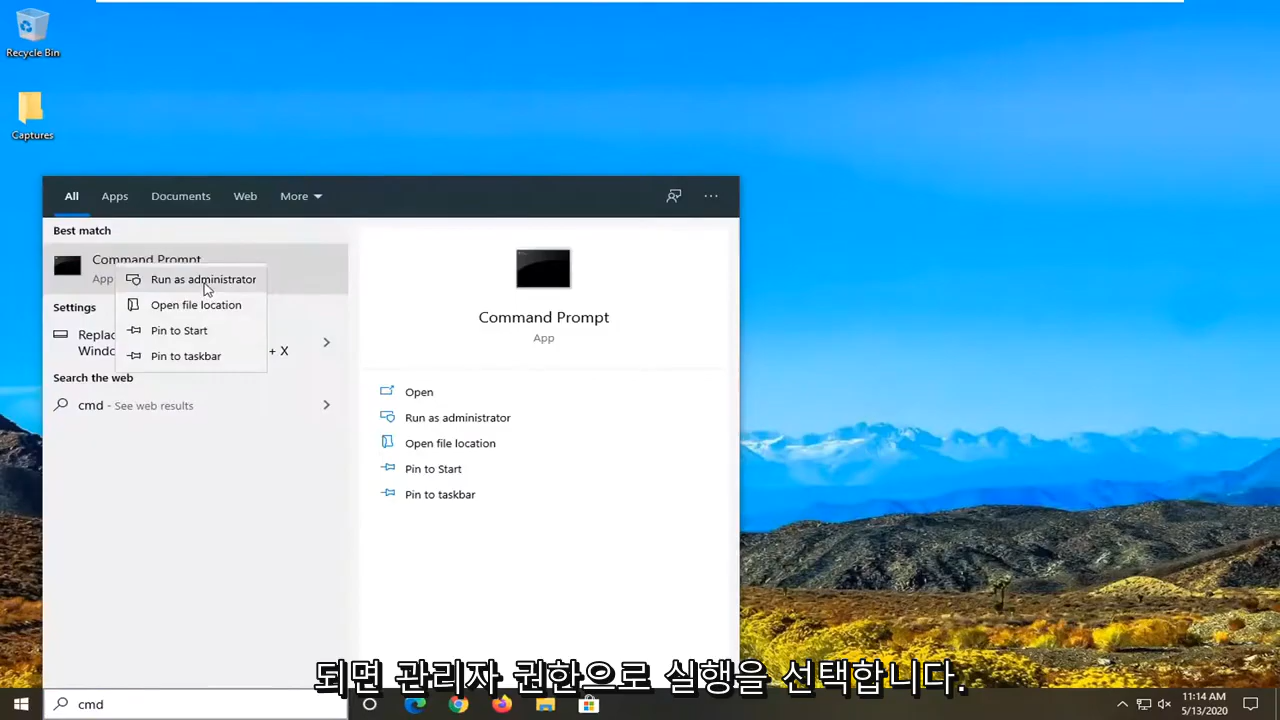 Recycle Bin
Captures
All Apps Documents Web More
Best match
Command Prompt
App
Run as administrator
Open file location
Pin to Start
Pin to taskbar
Settings
Replac
Windo + X
Search the web
cmd - See web results
Command Prompt
App
Open
Run as administrator
Open file location
Pin to Start
Pin to taskbar
되면 관리자 권한으로 실행을 선택합니다.
cmd
11:14 AM
5/13/2020